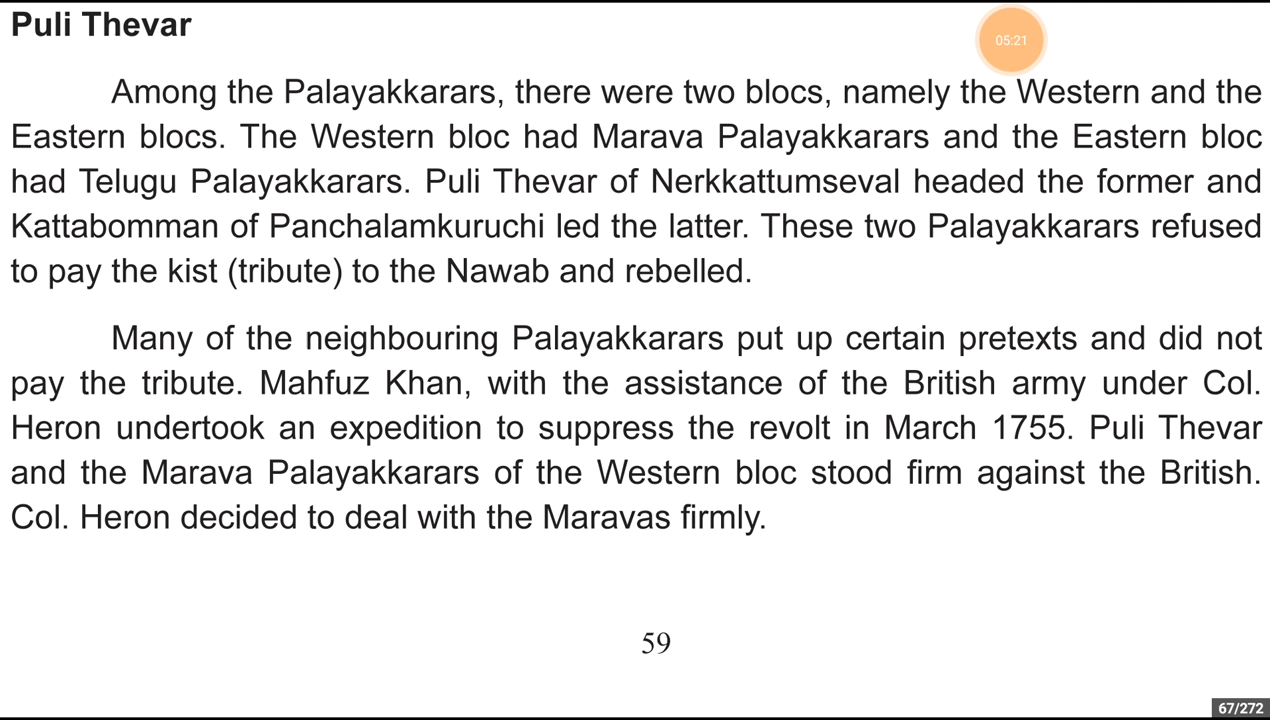 Puli Thevar
05:21
Among the Palayakkarars, there were two blocs, namely the Western and the
Eastern blocs. The Western bloc had Marava Palayakkarars and the Eastern bloc
had Telugu Palayakkarars. Puli Thevar of Nerkkattumseval headed the former and
Kattabomman of Panchalamkuruchi led the latter. These two Palayakkarars refused
to pay the kist (tribute) to the Nawab and rebelled.
Many of the neighbouring Palayakkarars put up certain pretexts and did not
pay the tribute. Mahfuz Khan, with the assistance of the British army under Col.
Heron undertook an expedition to suppress the revolt in March 1755. Puli Thevar
and the Marava Palayakkarars of the Western bloc stood firm against the British.
Col. Heron decided to deal with the Maravas firmly.
59
67/272